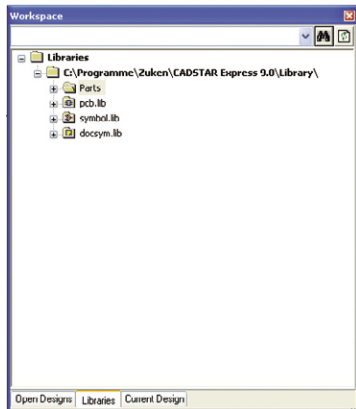 Workspace
Libraries
C:\Programme\Zuken\CADSTAR Express 9.0\Library\
Parts
pcb.lib
symbol.lib
docsym.lib
Open Designs Libraries Current Design